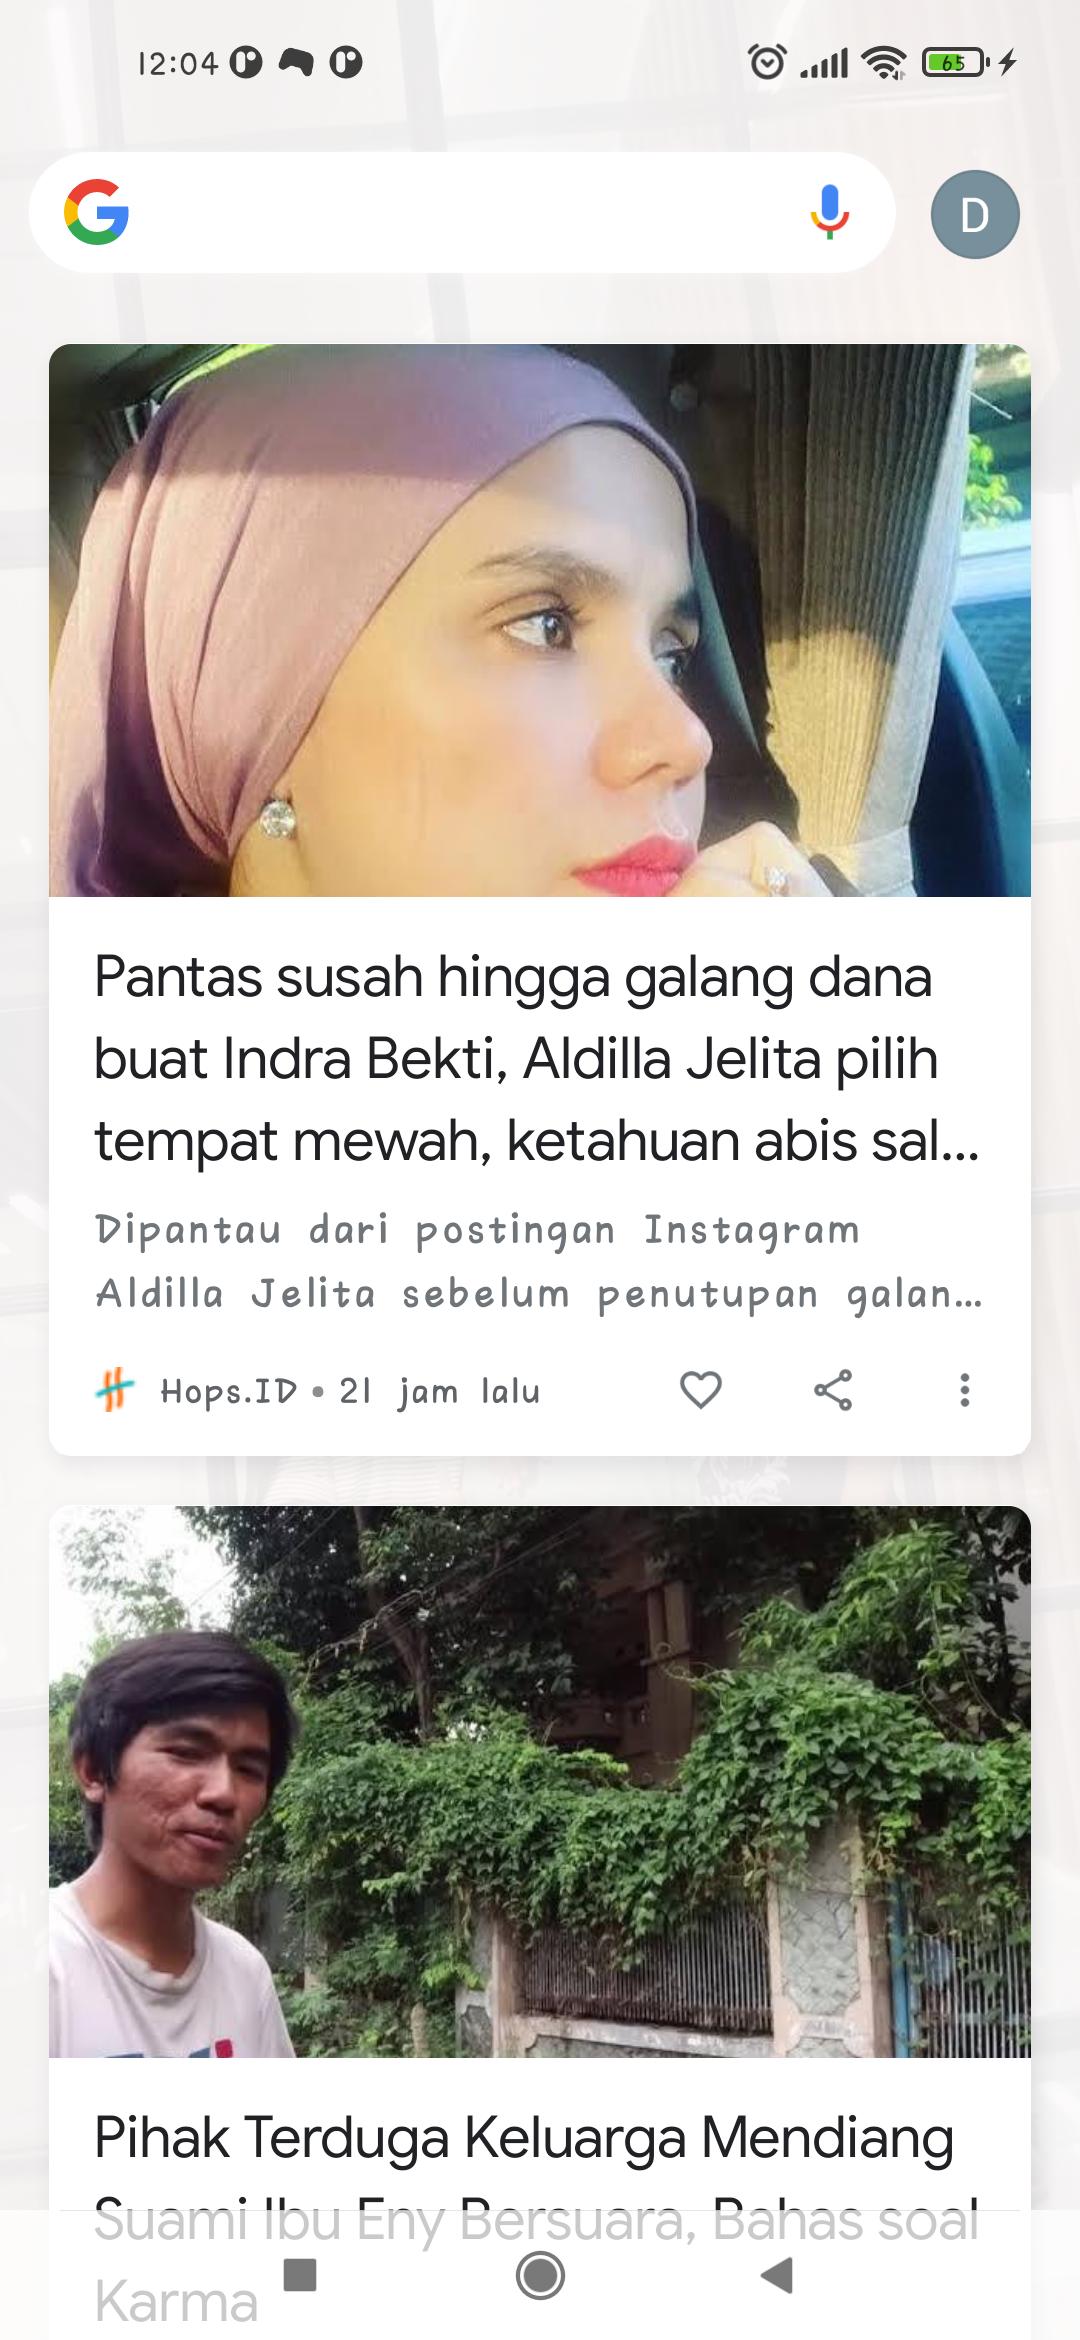 12:04
65
D
Pantas susah hingga galang dana
buat Indra Bekti, Aldilla Jelita pilih
tempat mewah, ketahuan abis sal...
Dipantau dari postingan Instagram
Aldilla Jelita sebelum penutupan galan...
Hops.ID • 21 jam lalu
Pihak Terduga Keluarga Mendiang
Suami Ibu Eny Bersuara, Bahas soal
Karma